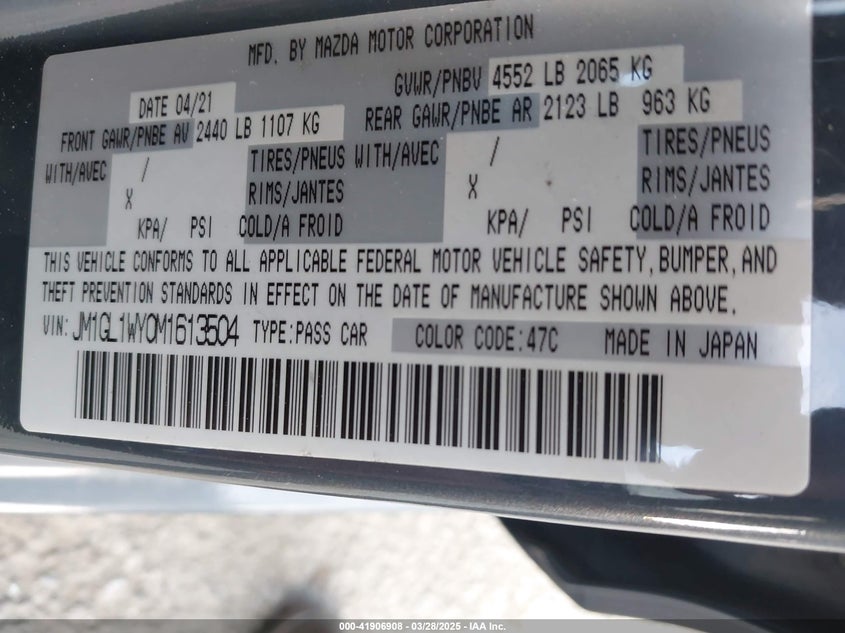 MFD. BY MAZDA MOTOR CORPORATION
DATE 04/21 GVWR/PNBV 4552 LB 2065 KG
FRONT GAWR/PNBE AV 2440 LB 1107 KG REAR GAWR/PNBE AR 2123 LB 963 KG
WITH/AVEC / TIRES/PNEUS WITH/AVEC / TIRES/PNEUS
X RIMS/JANTES X RIMS/JANTES
KPA/ PSI COLD/A FROID KPA/ PSI COLD/A FROID
THIS VEHICLE CONFORMS TO ALL APPLICABLE FEDERAL MOTOR VEHICLE SAFETY, BUMPER, AND
THEFT PREVENTION STANDARDS IN EFFECT ON THE DATE OF MANUFACTURE SHOWN ABOVE.
VIN: JM1GL1WY0M1613504 TYPE:PASS CAR COLOR CODE:47C MADE IN JAPAN
000-41906908 - 03/28/2025 - IAA Inc.